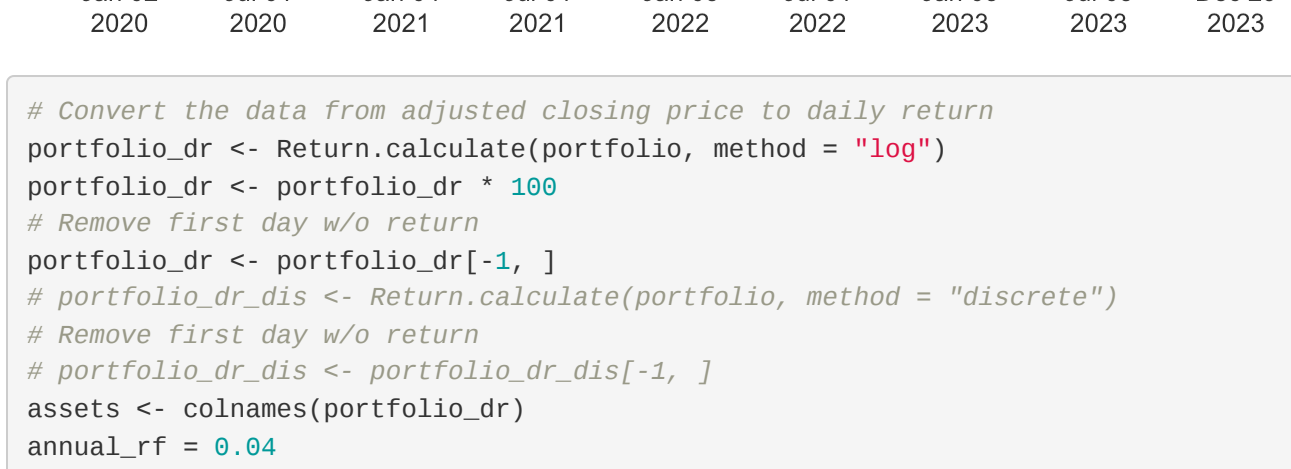 2020 2020 2021 2021 2022 2022 2023 2023 2023
# Convert the data from adjusted closing price to daily return
portfolio_dr <- Return.calculate(portfolio, method = "log")
portfolio_dr <- portfolio_dr * 100
# Remove first day w/o return
portfolio_dr <- portfolio_dr[-1, ]
# portfolio_dr_dis <- Return.calculate(portfolio, method = "discrete")
# Remove first day w/o return
# portfolio_dr_dis <- portfolio_dr_dis[-1, ]
assets <- colnames(portfolio_dr)
annual_rf = 0.04